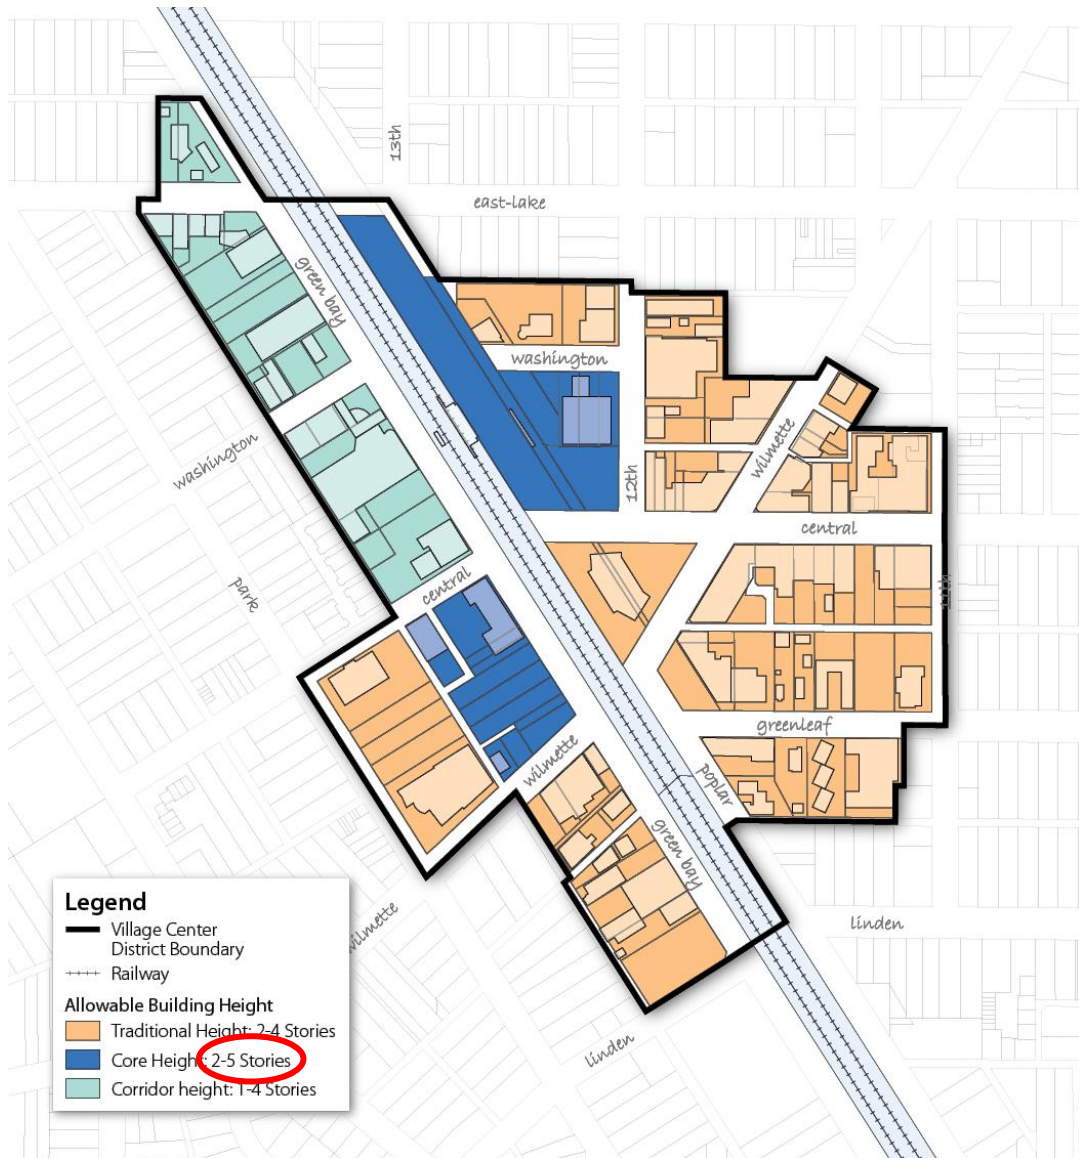 13th
east-lake
green bay
washington
12th
wilmette
washington
central
park
central
11th
greenleaf
wilmette
poplar
green bay
linden
wilmette
linden
Legend
Village Center
District Boundary
Railway
Allowable Building Height
Traditional Height: 2-4 Stories
Core Height: 2-5 Stories
Corridor height: 1-4 Stories